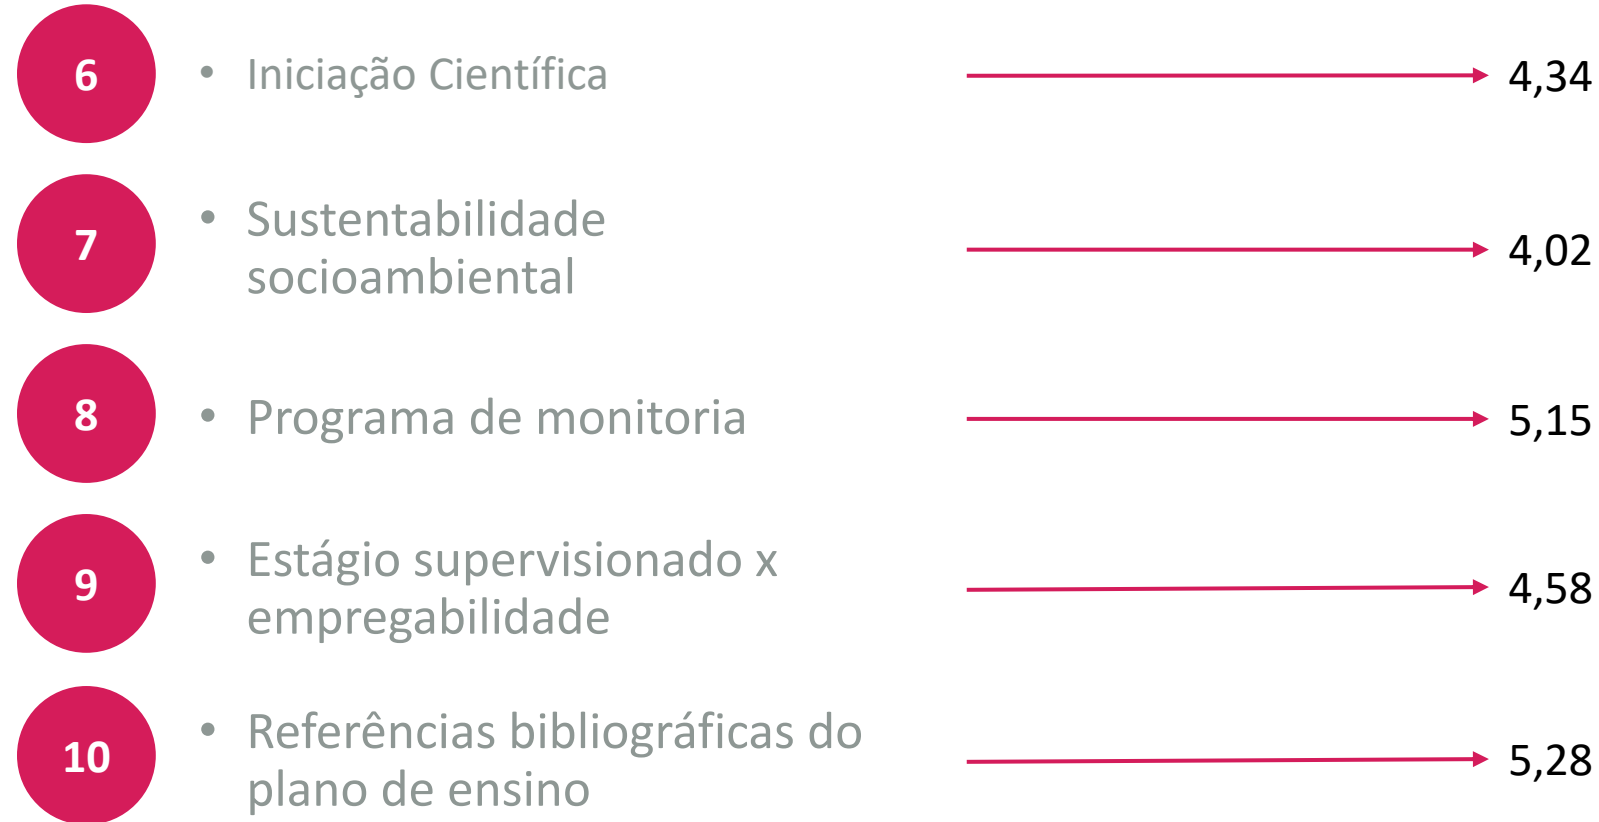 6 • Iniciação Científica 4,34
7 • Sustentabilidade
socioambiental 4,02
8 • Programa de monitoria 5,15
9 • Estágio supervisionado x
empregabilidade 4,58
10 • Referências bibliográficas do
plano de ensino 5,28